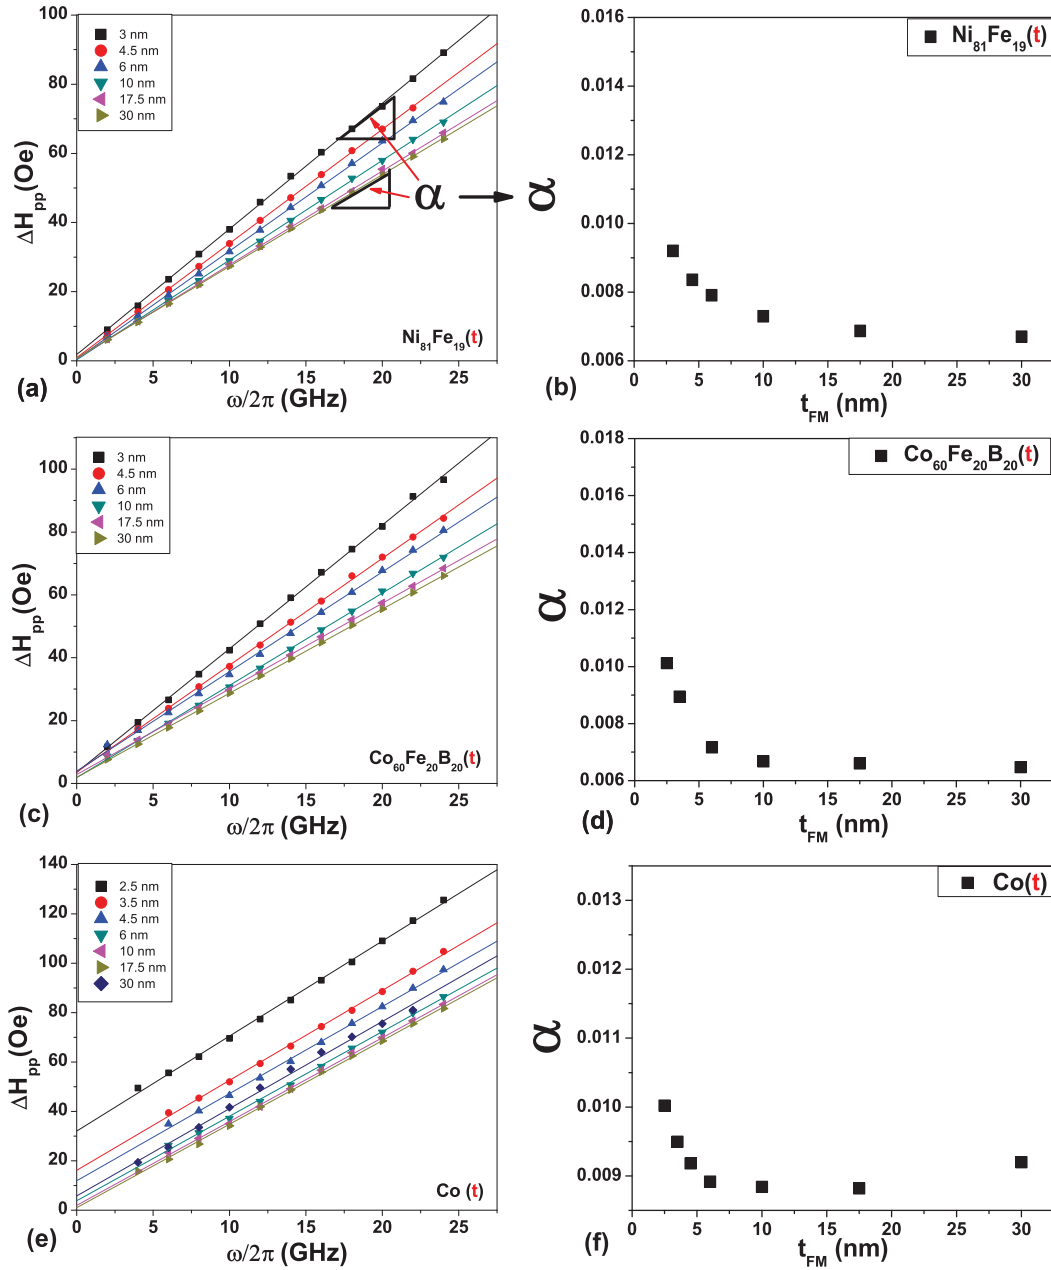 100
80
60
40
20
0
ΔH_pp(Oe)
3 nm
4.5 nm
6 nm
10 nm
17.5 nm
30 nm
α
Ni₈₁Fe₁₉(t)
0 5 10 15 20 25
ω/2π (GHz)
(a)
0.016
0.014
0.012
0.010
0.008
0.006
α
Ni₈₁Fe₁₉(t)
0 5 10 15 20 25 30
t_FM (nm)
(b)
100
80
60
40
20
0
ΔH_pp(Oe)
3 nm
4.5 nm
6 nm
10 nm
17.5 nm
30 nm
Co₆₀Fe₂₀B₂₀(t)
0 5 10 15 20 25
ω/2π (GHz)
(c)
0.018
0.016
0.014
0.012
0.010
0.008
0.006
α
Co₆₀Fe₂₀B₂₀(t)
0 5 10 15 20 25 30
t_FM (nm)
(d)
140
120
100
80
60
40
20
0
ΔH_pp(Oe)
2.5 nm
3.5 nm
4.5 nm
6 nm
10 nm
17.5 nm
30 nm
Co (t)
0 5 10 15 20 25
ω/2π (GHz)
(e)
0.013
0.012
0.011
0.010
0.009
α
Co(t)
0 5 10 15 20 25 30
t_FM (nm)
(f)